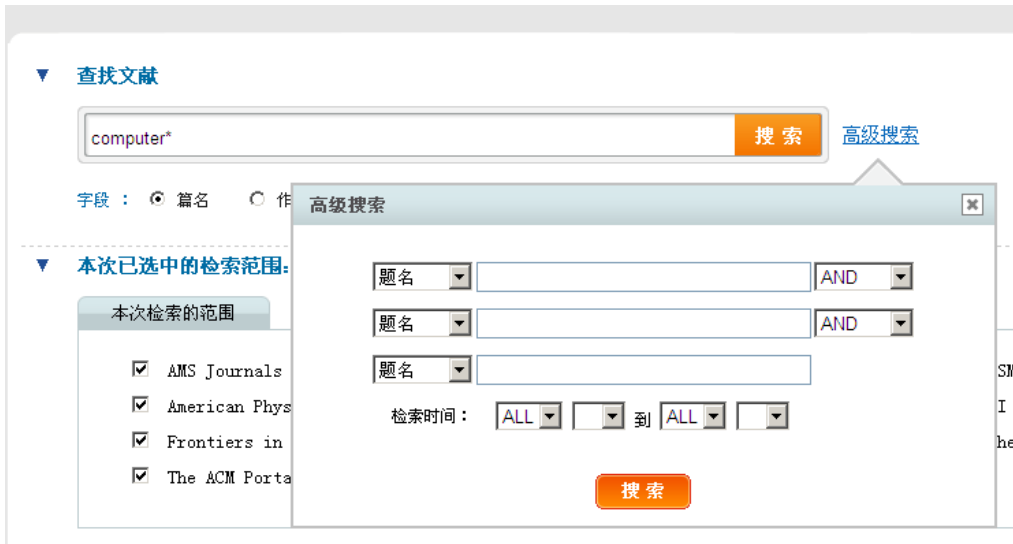 查找文献
computer*
搜 索
高级搜索
字段 : 篇名 作
高级搜索
本次已选中的检索范围:
本次检索的范围
题名 AND
题名 AND
题名
检索时间: ALL 到 ALL
搜 索
AMS Journals
American Phys
Frontiers in
The ACM Porta